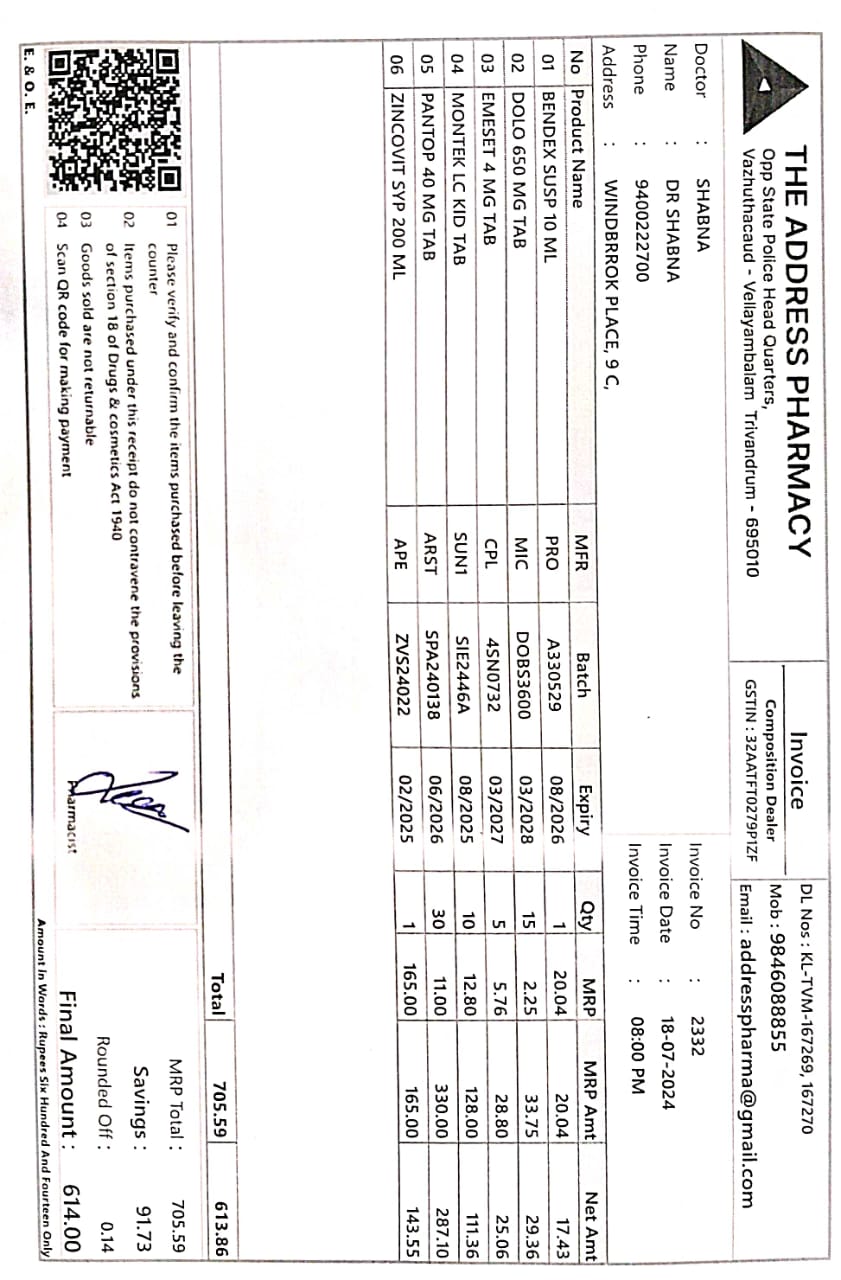 THE ADDRESS PHARMACY
Opp State Police Head Quarters,
Vazhuthacaud - Vellayambalam Trivandrum - 695010
Invoice
Composition Dealer
GSTIN : 32AATFT0279P1ZF
DL Nos : KL-TVM-167269, 167270
Mob : 9846088855
Email : addresspharma@gmail.com
Doctor : SHABNA
Name : DR SHABNA
Phone : 9400222700
Address : WINDBRROK PLACE, 9 C,
Invoice No : 2332
Invoice Date : 18-07-2024
Invoice Time : 08:00 PM
No Product Name MFR Batch Expiry Qty MRP MRP Amt Net Amt
01 BENDEX SUSP 10 ML PRO A330529 08/2026 1 20.04 20.04 17.43
02 DOLO 650 MG TAB MIC DOBS3600 03/2028 15 2.25 33.75 29.36
03 EMESET 4 MG TAB CPL 4SN0732 03/2027 5 5.76 28.80 25.06
04 MONTEK LC KID TAB SUN1 SIE2446A 08/2025 10 12.80 128.00 111.36
05 PANTOP 40 MG TAB ARST SPA240138 06/2026 30 11.00 330.00 287.10
06 ZINCOVIT SYP 200 ML APE ZVS24022 02/2025 1 165.00 165.00 143.55
Total 705.59 613.86
01 Please verify and confirm the items purchased before leaving the
counter
02 Items purchased under this receipt do not contravene the provisions
of section 18 of Drugs & cosmetics Act 1940
03 Goods sold are not returnable
04 Scan QR code for making payment
Pharmacist
MRP Total : 705.59
Savings : 91.73
Rounded Off : 0.14
Final Amount : 614.00
Amount In Words : Rupees Six Hundred And Fourteen Only
E. & O. E.